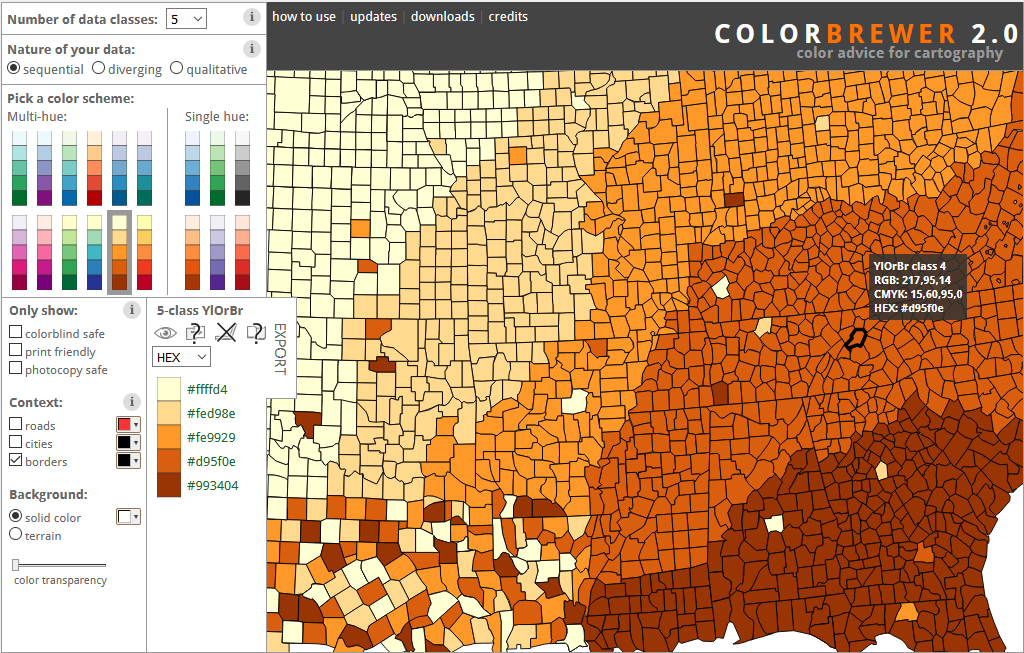 Number of data classes: 5 i
how to use | updates | downloads | credits
COLORBREWER 2.0
color advice for cartography
Nature of your data: i
sequential diverging qualitative
Pick a color scheme:
Multi-hue: Single hue:
YlOrBr class 4
RGB: 217,95,14
CMYK: 15,60,95,0
HEX: #d95f0e
Only show: i
colorblind safe
print friendly
photocopy safe
Context: i
roads
cities
borders
Background:
solid color
terrain
color transparency
5-class YlOrBr
HEX
EXPORT
#ffffd4
#fed98e
#fe9929
#d95f0e
#993404